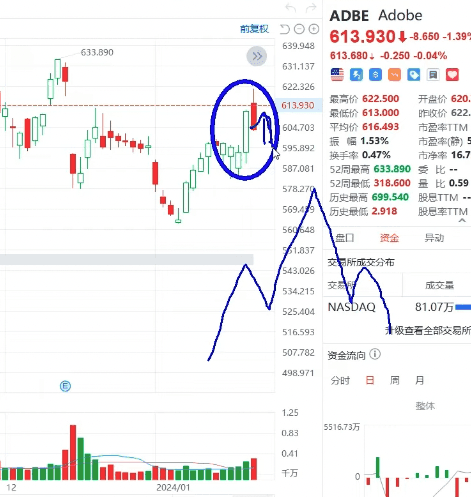 前复权
633.890
639.948
631.137
622.326
613.930
604.703
595.892
587.081
578.270
569.459
560.648
551.837
543.026
534.215
525.404
516.593
507.782
498.971
E
1.25
0.83
0.41
千万
12
2024/01
ADBE Adobe
613.930 -8.650 -1.39%
613.680 -0.250 -0.04%
最高价 622.500 开盘价 620.
最低价 613.000 昨收价 622.
平均价 616.493 市盈率TTM
振 幅 1.53% 市盈率(静)
换手率 0.47% 市净率 16.7
52周最高 633.890 委 比 --
52周最低 318.600 量 比 0.59
历史最高 699.540 股息TTM --
历史最低 2.918 股息率TTM
盘口 资金 异动
交易所成交分布
交易所 成交量
NASDAQ 81.07万
升级查看全部交易所
资金流向
分时 日 周 月
整体
5516.73万